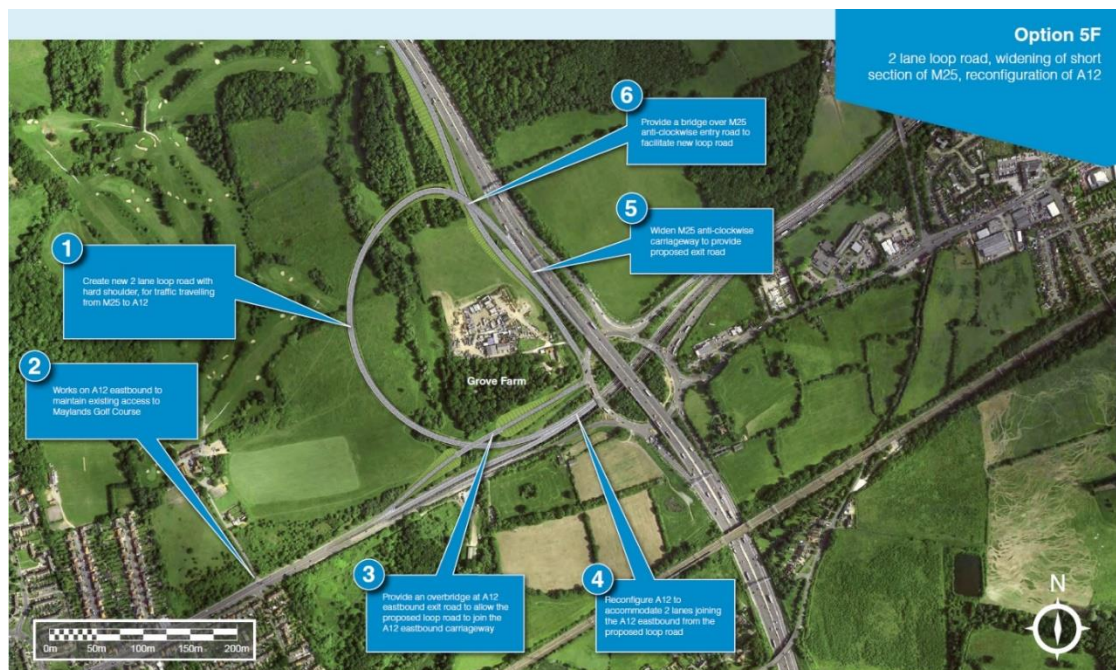 Option 5F
2 lane loop road, widening of short
section of M25, reconfiguration of A12
6
Provide a bridge over M25
anti-clockwise entry road to
facilitate new loop road
5
Widen M25 anti-clockwise
carriageway to provide
proposed exit road
1
Create new 2 lane loop road with
hard shoulder, for traffic travelling
from M25 to A12
2
Works on A12 eastbound to
maintain existing access to
Maylands Golf Course
Grove Farm
3
Provide an overbridge at A12
eastbound exit road to allow the
proposed loop road to join the
A12 eastbound carriageway
4
Reconfigure A12 to
accommodate 2 lanes joining
the A12 eastbound from the
proposed loop road
N
0m 50m 100m 150m 200m